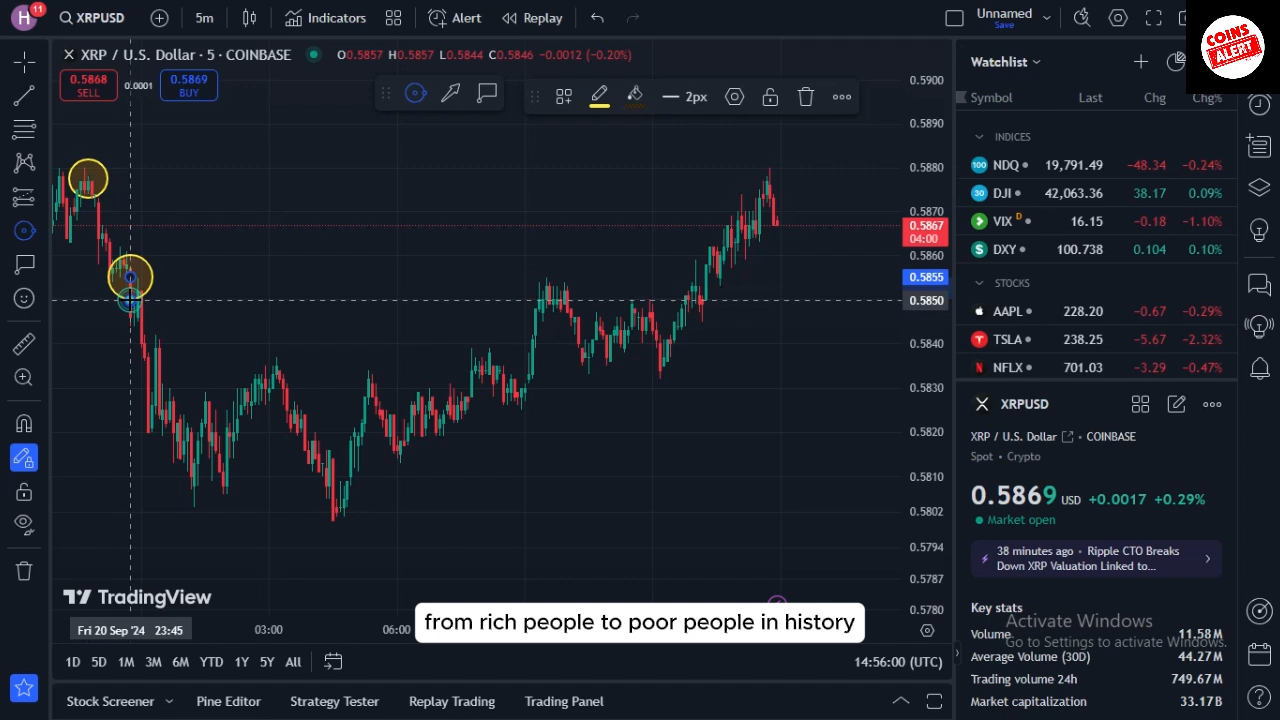 H
11
XRPUSD
5m
Indicators
Alert
Replay
Unnamed
Save
COINS
ALERT
XRP / U.S. Dollar · 5 · COINBASE
O0.5857 H0.5857 L0.5844 C0.5846 −0.0012 (−0.20%)
0.5868
SELL
0.0001
0.5869
BUY
2px
0.5900
0.5890
0.5880
0.5870
0.5867
04:00
0.5860
0.5855
0.5850
0.5840
0.5830
0.5820
0.5810
0.5802
0.5794
0.5787
0.5780
TradingView
from rich people to poor people in history
Fri 20 Sep '24 23:45
03:00
06:00
1D 5D 1M 3M 6M YTD 1Y 5Y All
14:56:00 (UTC)
Stock Screener
Pine Editor
Strategy Tester
Replay Trading
Trading Panel
Watchlist
Symbol Last Chg Chg%
INDICES
100 NDQ 19,791.49 −48.34 −0.24%
30 DJI 42,063.36 38.17 0.09%
VIX D 16.15 −0.18 −1.10%
$ DXY 100.738 0.104 0.10%
STOCKS
AAPL 228.20 −0.67 −0.29%
TSLA 238.25 −5.67 −2.32%
N NFLX 701.03 −3.29 −0.47%
XRPUSD
XRP / U.S. Dollar · COINBASE
Spot · Crypto
0.5869 USD +0.0017 +0.29%
Market open
38 minutes ago · Ripple CTO Breaks
Down XRP Valuation Linked to...
Key stats
Activate Windows
Volume 11.58M
Go to Settings to activate Windows.
Average Volume (30D) 44.27M
Trading volume 24h 749.67M
Market capitalization 33.17B